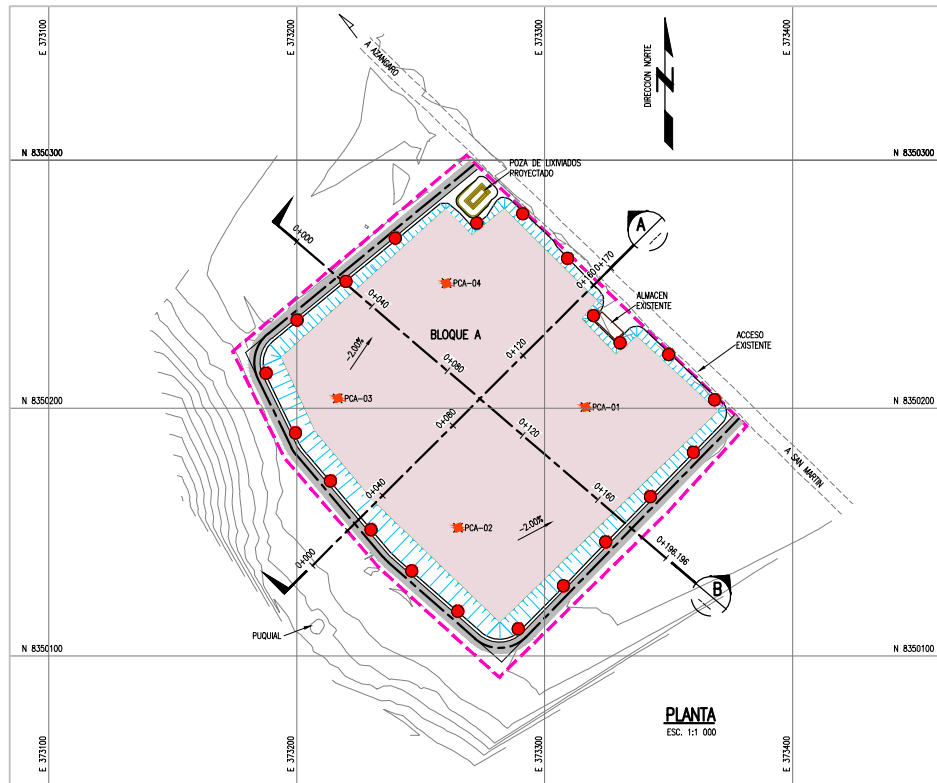 E 373100
E 373200
E 373300
E 373400
A AZANGARO
DIRECCION NORTE
N
N 8350300
N 8350300
POZA DE LIXIVIADOS
PROYECTADO
0+000
A
0+170
0+160
PCA-04
ALMACEN
EXISTENTE
0+040
BLOQUE A
ACCESO
EXISTENTE
-2.00%
0+120
0+080
PCA-03
N 8350200
N 8350200
PCA-01
0+080
0+120
A SAN MARTIN
0+040
0+160
PCA-02
-2.00%
0+000
0+198.196
B
PUQUIAL
N 8350100
N 8350100
PLANTA
ESC. 1:1 000
E 373100
E 373200
E 373300
E 373400